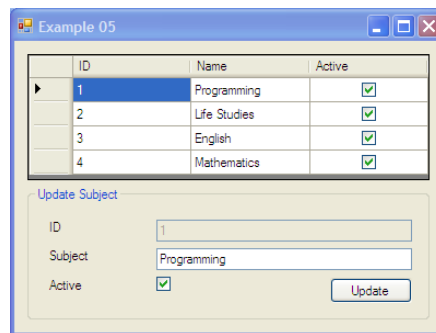 Example 05
ID Name Active
1 Programming
2 Life Studies
3 English
4 Mathematics
Update Subject
ID 1
Subject Programming
Active
Update